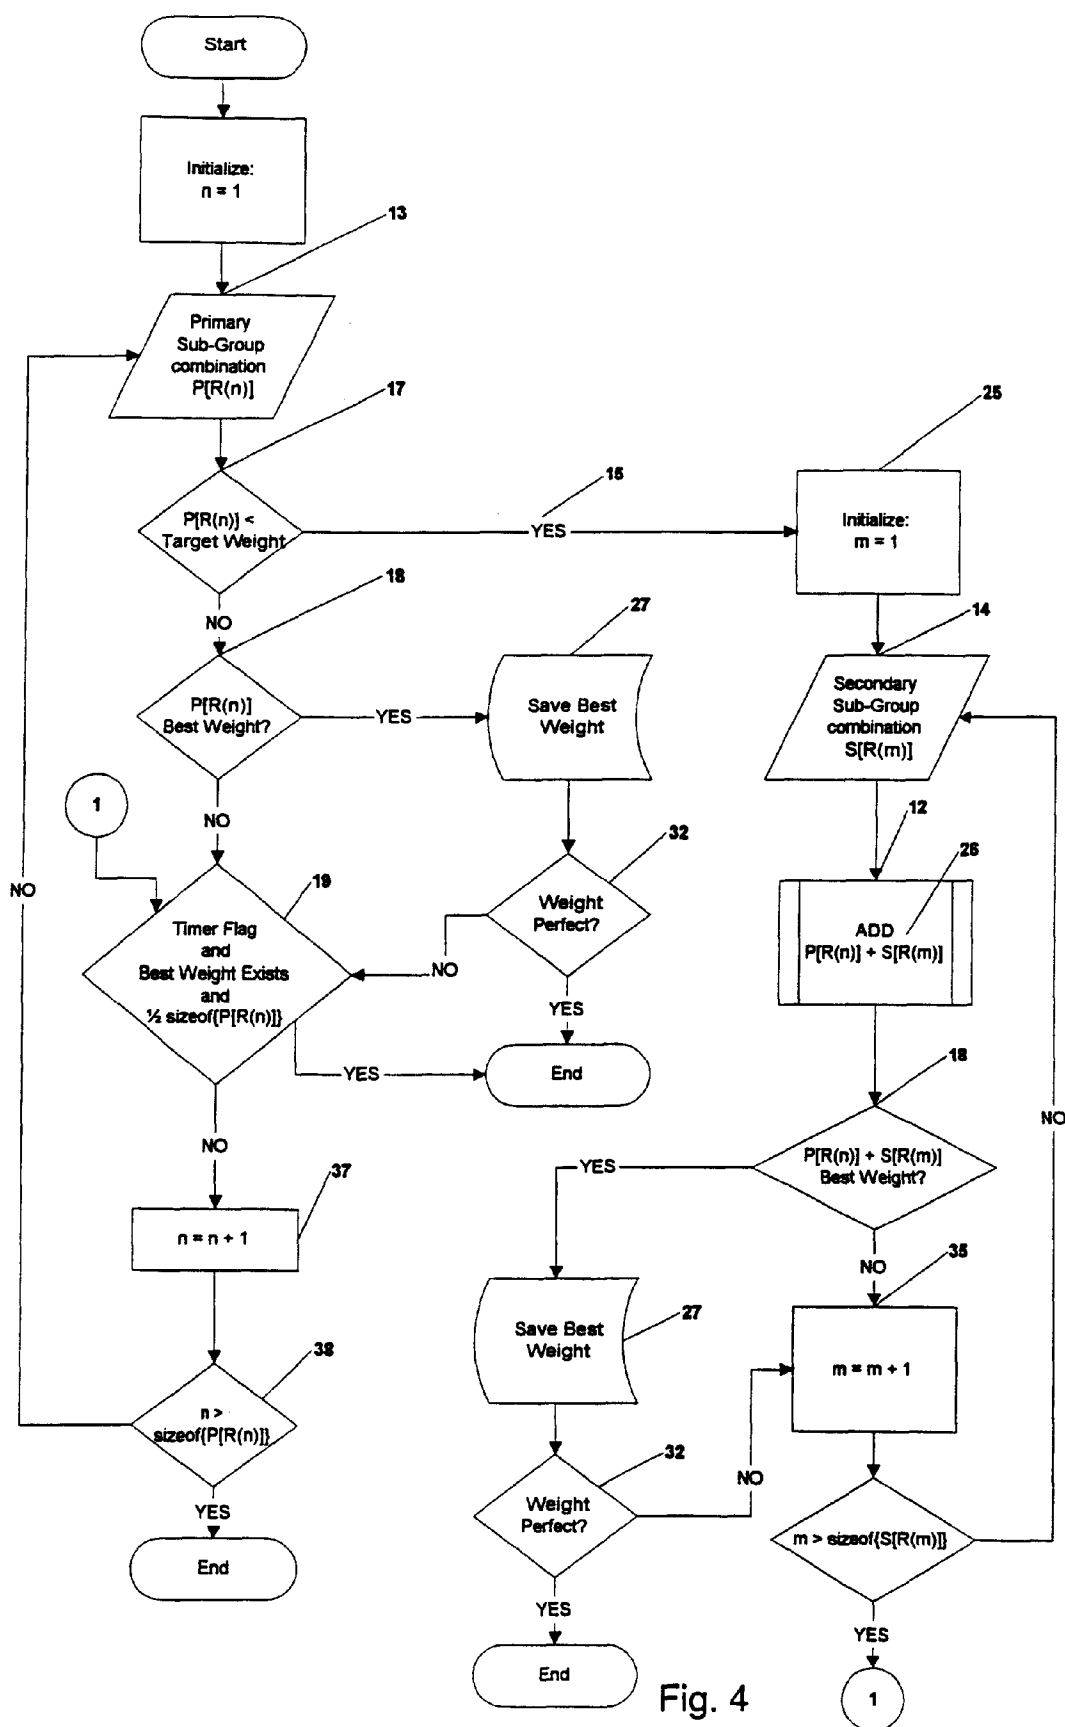 Start
Initialize:
n = 1
13
Primary
Sub-Group
combination
P[R(n)]
17
25
15
P[R(n)] <
Target Weight
YES
Initialize:
m = 1
NO
18
27
14
P[R(n)]
Best Weight?
YES
Save Best
Weight
Secondary
Sub-Group
combination
S[R(m)]
1
NO
12
32
26
NO
19
Weight
Perfect?
ADD
P[R(n)] + S[R(m)]
Timer Flag
and
Best Weight Exists
and
½ sizeof{P[R(n)]}
NO
YES
YES
End
18
NO
NO
P[R(n)] + S[R(m)]
Best Weight?
YES
37
n = n + 1
NO
35
Save Best
Weight
27
m = m + 1
38
n >
sizeof{P[R(n)]}
32
NO
Weight
Perfect?
m > sizeof{S[R(m)]}
YES
End
YES
YES
End
Fig. 4
1